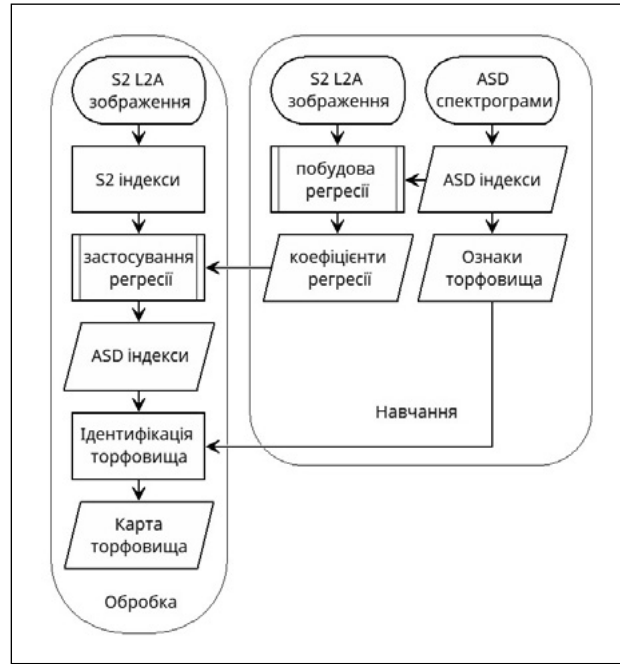 S2 L2A
зображення
S2 індекси
застосування
регресії
ASD індекси
Ідентифікація
торфовища
Карта
торфовища
Обробка
S2 L2A
зображення
ASD
спектрограми
побудова
регресії
ASD індекси
коефіцієнти
регресії
Ознаки
торфовища
Навчання